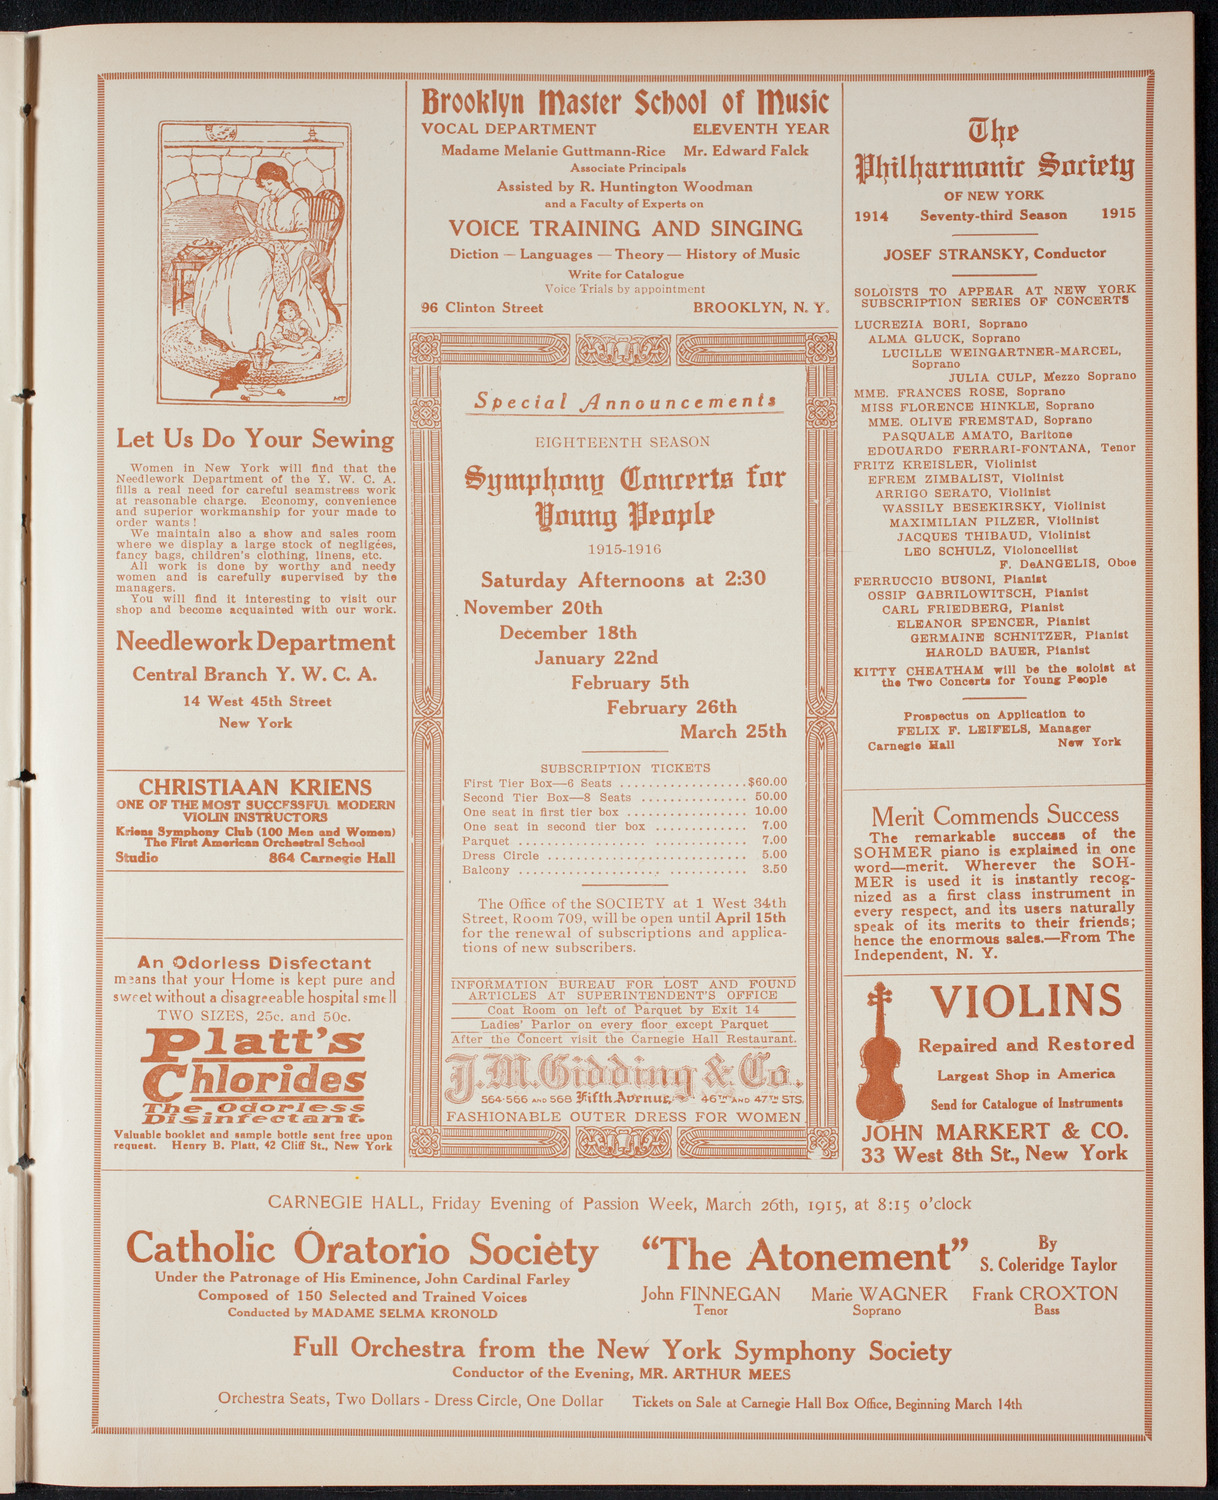 Let Us Do Your Sewing
Women in New York will find that the
Needlework Department of the Y. W. C. A.
fills a real need for careful seamstress work
at reasonable charge. Economy, convenience
and superior workmanship for your made to
order wants!
We maintain also a show and sales room
where we display a large stock of negligées,
fancy bags, children's clothing, linens, etc.
All work is done by worthy and needy
women and is carefully supervised by the
managers.
You will find it interesting to visit our
shop and become acquainted with our work.
Needlework Department
Central Branch Y. W. C. A.
14 West 45th Street
New York
CHRISTIAAN KRIENS
ONE OF THE MOST SUCCESSFUL MODERN
VIOLIN INSTRUCTORS
Kriens Symphony Club (100 Men and Women)
The First American Orchestral School
Studio 864 Carnegie Hall
An Odorless Disfectant
means that your Home is kept pure and
sweet without a disagreeable hospital smell
TWO SIZES, 25c. and 50c.
Platt's
Chlorides
The Odorless
Disinfectant.
Valuable booklet and sample bottle sent free upon
request. Henry B. Platt, 42 Cliff St., New York
Brooklyn Master School of Music
VOCAL DEPARTMENT ELEVENTH YEAR
Madame Melanie Guttmann-Rice Mr. Edward Falck
Associate Principals
Assisted by R. Huntington Woodman
and a Faculty of Experts on
VOICE TRAINING AND SINGING
Diction — Languages — Theory — History of Music
Write for Catalogue
Voice Trials by appointment
96 Clinton Street BROOKLYN, N. Y.
Special Announcements
EIGHTEENTH SEASON
Symphony Concerts for
Young People
1915-1916
Saturday Afternoons at 2:30
November 20th
December 18th
January 22nd
February 5th
February 26th
March 25th
SUBSCRIPTION TICKETS
First Tier Box—6 Seats ..................$60.00
Second Tier Box—8 Seats ............... 50.00
One seat in first tier box ................. 10.00
One seat in second tier box ............. 7.00
Parquet ................................ 7.00
Dress Circle ............................ 5.00
Balcony ................................ 3.50
The Office of the SOCIETY at 1 West 34th
Street, Room 709, will be open until April 15th
for the renewal of subscriptions and applica-
tions of new subscribers.
INFORMATION BUREAU FOR LOST AND FOUND
ARTICLES AT SUPERINTENDENT'S OFFICE
Coat Room on left of Parquet by Exit 14
Ladies' Parlor on every floor except Parquet
After the Concert visit the Carnegie Hall Restaurant.
J. M. Gidding & Co.
564-566 AND 568 Fifth Avenue, 46TH AND 47TH STS.
FASHIONABLE OUTER DRESS FOR WOMEN
The
Philharmonic Society
OF NEW YORK
1914 Seventy-third Season 1915
JOSEF STRANSKY, Conductor
SOLOISTS TO APPEAR AT NEW YORK
SUBSCRIPTION SERIES OF CONCERTS
LUCREZIA BORI, Soprano
ALMA GLUCK, Soprano
LUCILLE WEINGARTNER-MARCEL,
Soprano
JULIA CULP, Mezzo Soprano
MME. FRANCES ROSE, Soprano
MISS FLORENCE HINKLE, Soprano
MME. OLIVE FREMSTAD, Soprano
PASQUALE AMATO, Baritone
EDOUARDO FERRARI-FONTANA, Tenor
FRITZ KREISLER, Violinist
EFREM ZIMBALIST, Violinist
ARRIGO SERATO, Violinist
WASSILY BESEKIRSKY, Violinist
MAXIMILIAN PILZER, Violinist
JACQUES THIBAUD, Violinist
LEO SCHULZ, Violoncellist
F. DeANGELIS, Oboe
FERRUCCIO BUSONI, Pianist
OSSIP GABRILOWITSCH, Pianist
CARL FRIEDBERG, Pianist
ELEANOR SPENCER, Pianist
GERMAINE SCHNITZER, Pianist
HAROLD BAUER, Pianist
KITTY CHEATHAM will be the soloist at
the Two Concerts for Young People
Prospectus on Application to
FELIX F. LEIFELS, Manager
Carnegie Hall New York
Merit Commends Success
The remarkable success of the
SOHMER piano is explained in one
word—merit. Wherever the SOH-
MER is used it is instantly recog-
nized as a first class instrument in
every respect, and its users naturally
speak of its merits to their friends;
hence the enormous sales.—From The
Independent, N. Y.
VIOLINS
Repaired and Restored
Largest Shop in America
Send for Catalogue of Instruments
JOHN MARKERT & CO.
33 West 8th St., New York
CARNEGIE HALL, Friday Evening of Passion Week, March 26th, 1915, at 8:15 o'clock
Catholic Oratorio Society
Under the Patronage of His Eminence, John Cardinal Farley
Composed of 150 Selected and Trained Voices
Conducted by MADAME SELMA KRONOLD
"The Atonement" By
S. Coleridge Taylor
John FINNEGAN Marie WAGNER Frank CROXTON
Tenor Soprano Bass
Full Orchestra from the New York Symphony Society
Conductor of the Evening, MR. ARTHUR MEES
Orchestra Seats, Two Dollars - Dress Circle, One Dollar Tickets on Sale at Carnegie Hall Box Office, Beginning March 14th